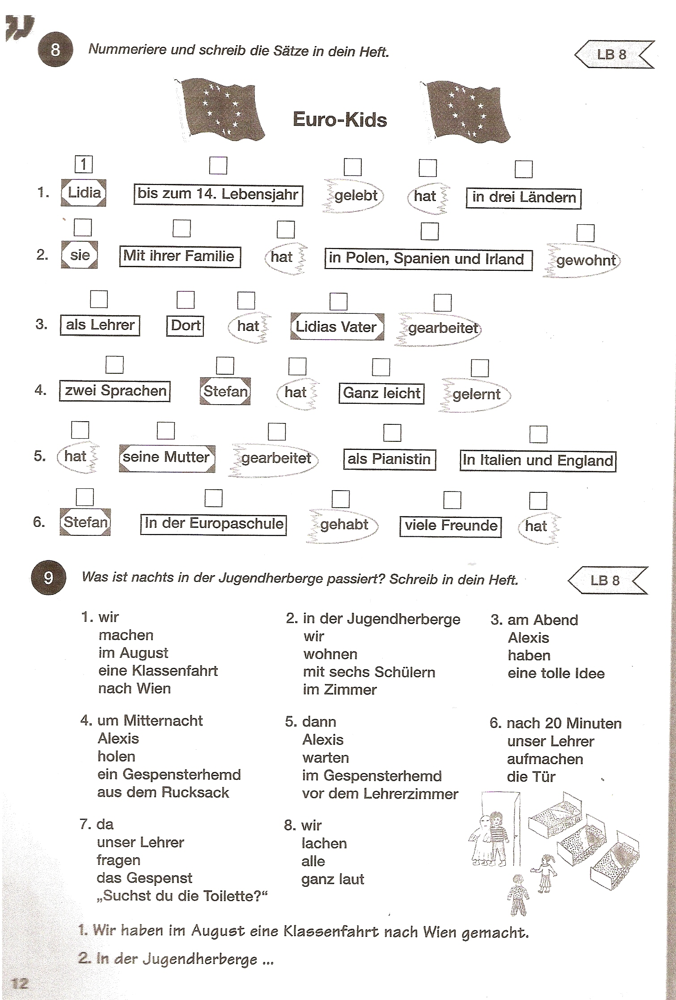 8 Nummeriere und schreib die Sätze in dein Heft. LB 8
Euro-Kids
1
1. Lidia bis zum 14. Lebensjahr gelebt hat in drei Ländern
2. sie Mit ihrer Familie hat in Polen, Spanien und Irland gewohnt
3. als Lehrer Dort hat Lidias Vater gearbeitet
4. zwei Sprachen Stefan hat Ganz leicht gelernt
5. hat seine Mutter gearbeitet als Pianistin In Italien und England
6. Stefan In der Europaschule gehabt viele Freunde hat
9 Was ist nachts in der Jugendherberge passiert? Schreib in dein Heft. LB 8
1. wir
machen
im August
eine Klassenfahrt
nach Wien
2. in der Jugendherberge
wir
wohnen
mit sechs Schülern
im Zimmer
3. am Abend
Alexis
haben
eine tolle Idee
4. um Mitternacht
Alexis
holen
ein Gespensterhemd
aus dem Rucksack
5. dann
Alexis
warten
im Gespensterhemd
vor dem Lehrerzimmer
6. nach 20 Minuten
unser Lehrer
aufmachen
die Tür
7. da
unser Lehrer
fragen
das Gespenst
„Suchst du die Toilette?“
8. wir
lachen
alle
ganz laut
1. Wir haben im August eine Klassenfahrt nach Wien gemacht.
2. In der Jugendherberge ...
12